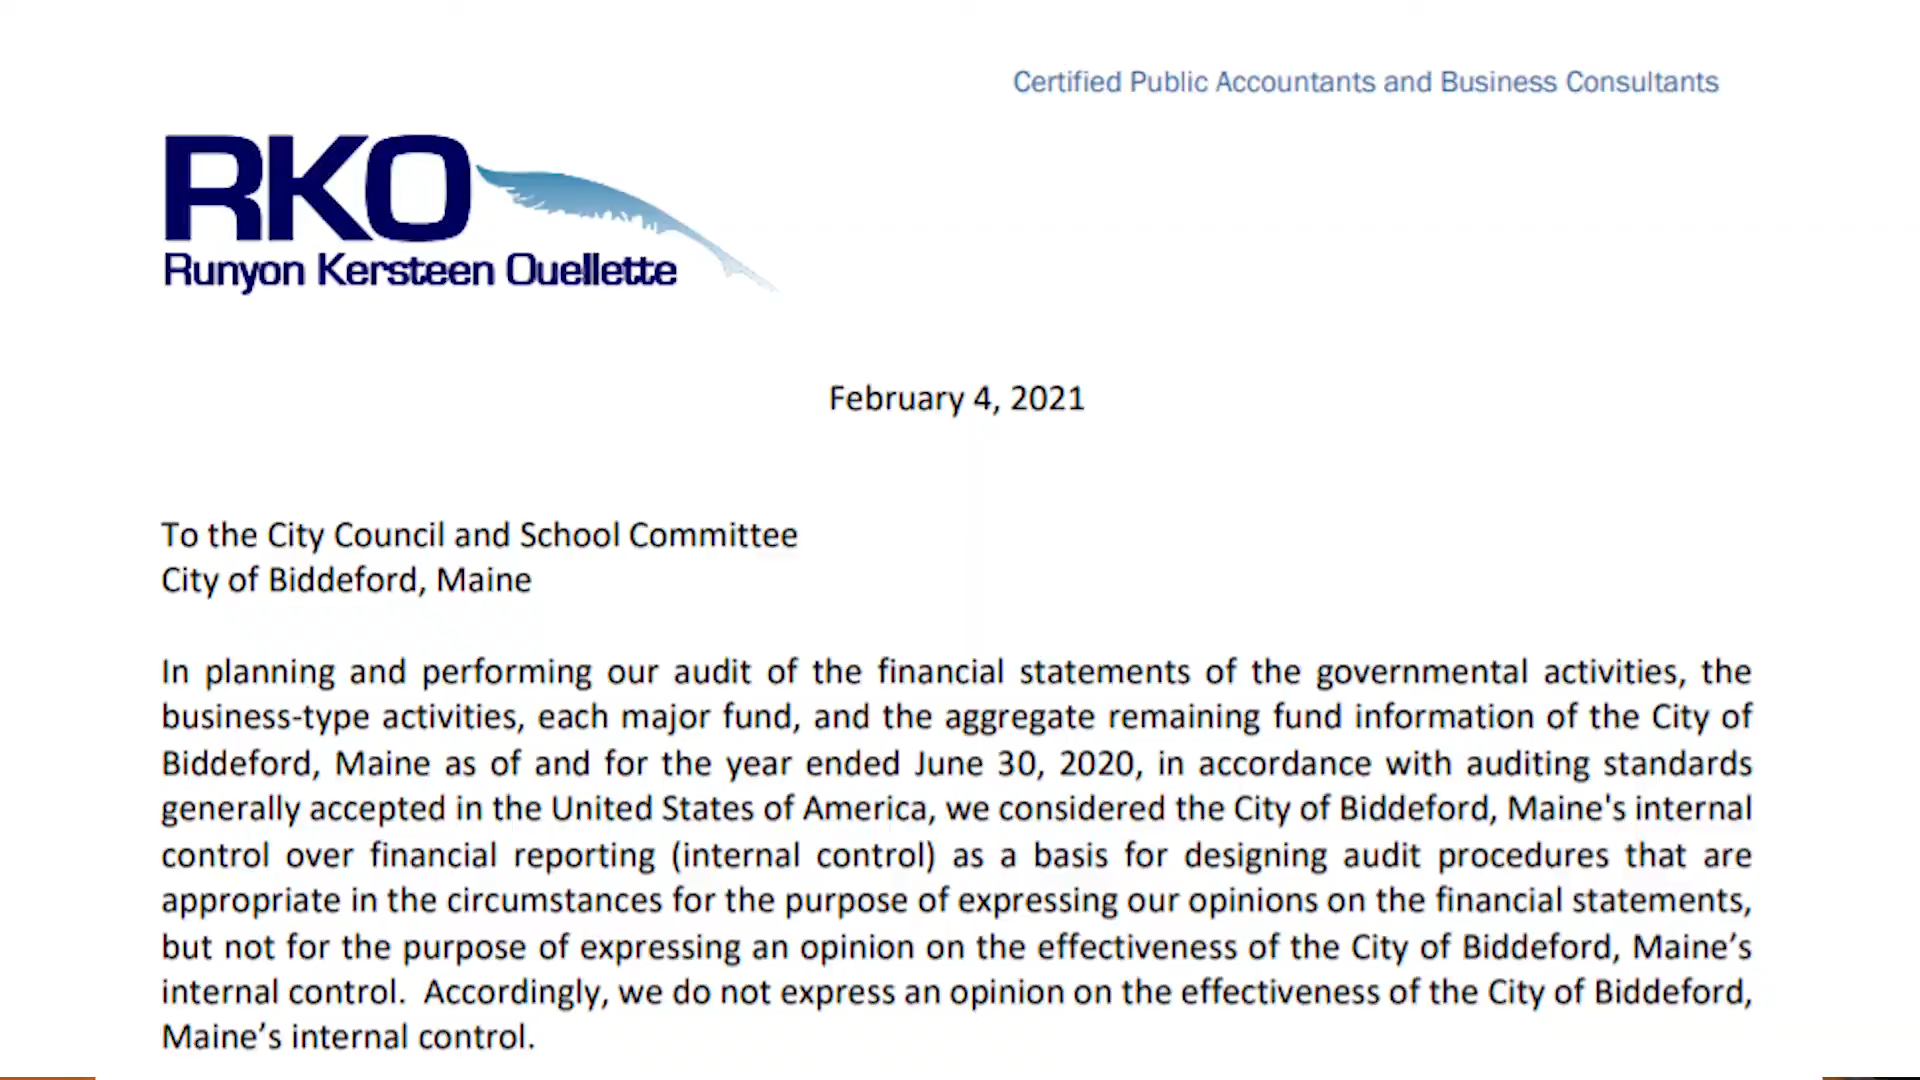 Certified Public Accountants and Business Consultants
RKO
Runyon Kersteen Ouellette
February 4, 2021
To the City Council and School Committee
City of Biddeford, Maine
In planning and performing our audit of the financial statements of the governmental activities, the
business-type activities, each major fund, and the aggregate remaining fund information of the City of
Biddeford, Maine as of and for the year ended June 30, 2020, in accordance with auditing standards
generally accepted in the United States of America, we considered the City of Biddeford, Maine's internal
control over financial reporting (internal control) as a basis for designing audit procedures that are
appropriate in the circumstances for the purpose of expressing our opinions on the financial statements,
but not for the purpose of expressing an opinion on the effectiveness of the City of Biddeford, Maine’s
internal control.  Accordingly, we do not express an opinion on the effectiveness of the City of Biddeford,
Maine’s internal control.